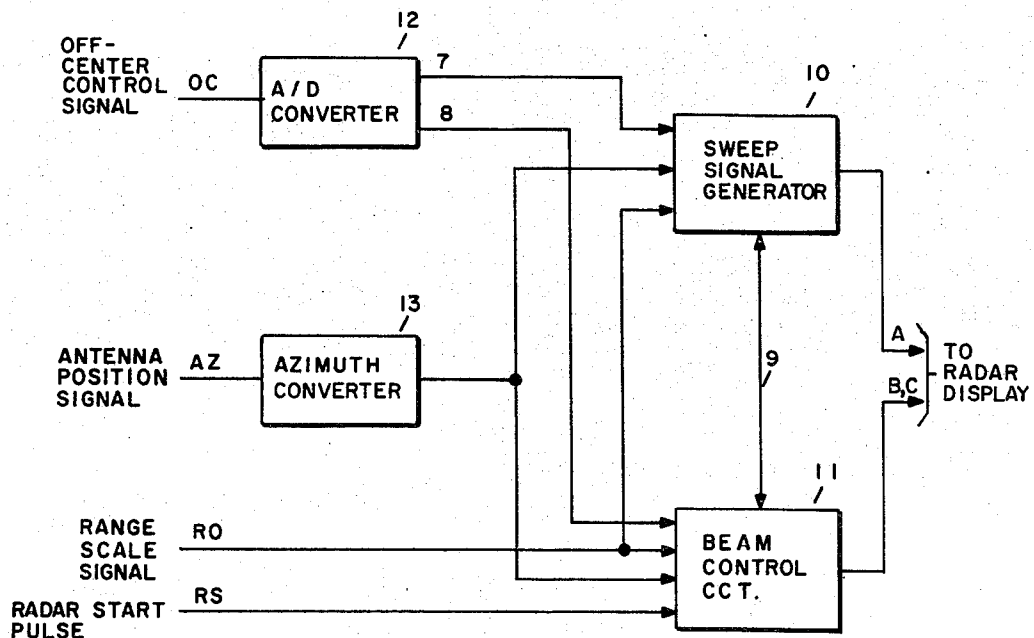 OFF-
CENTER
CONTROL
SIGNAL
OC
12
A/D
CONVERTER
7
8
10
SWEEP
SIGNAL
GENERATOR
13
ANTENNA
POSITION
SIGNAL
AZ
AZIMUTH
CONVERTER
9
A
B,C
TO
RADAR
DISPLAY
11
RANGE
SCALE
SIGNAL
RO
BEAM
CONTROL
CCT.
RADAR START
PULSE
RS